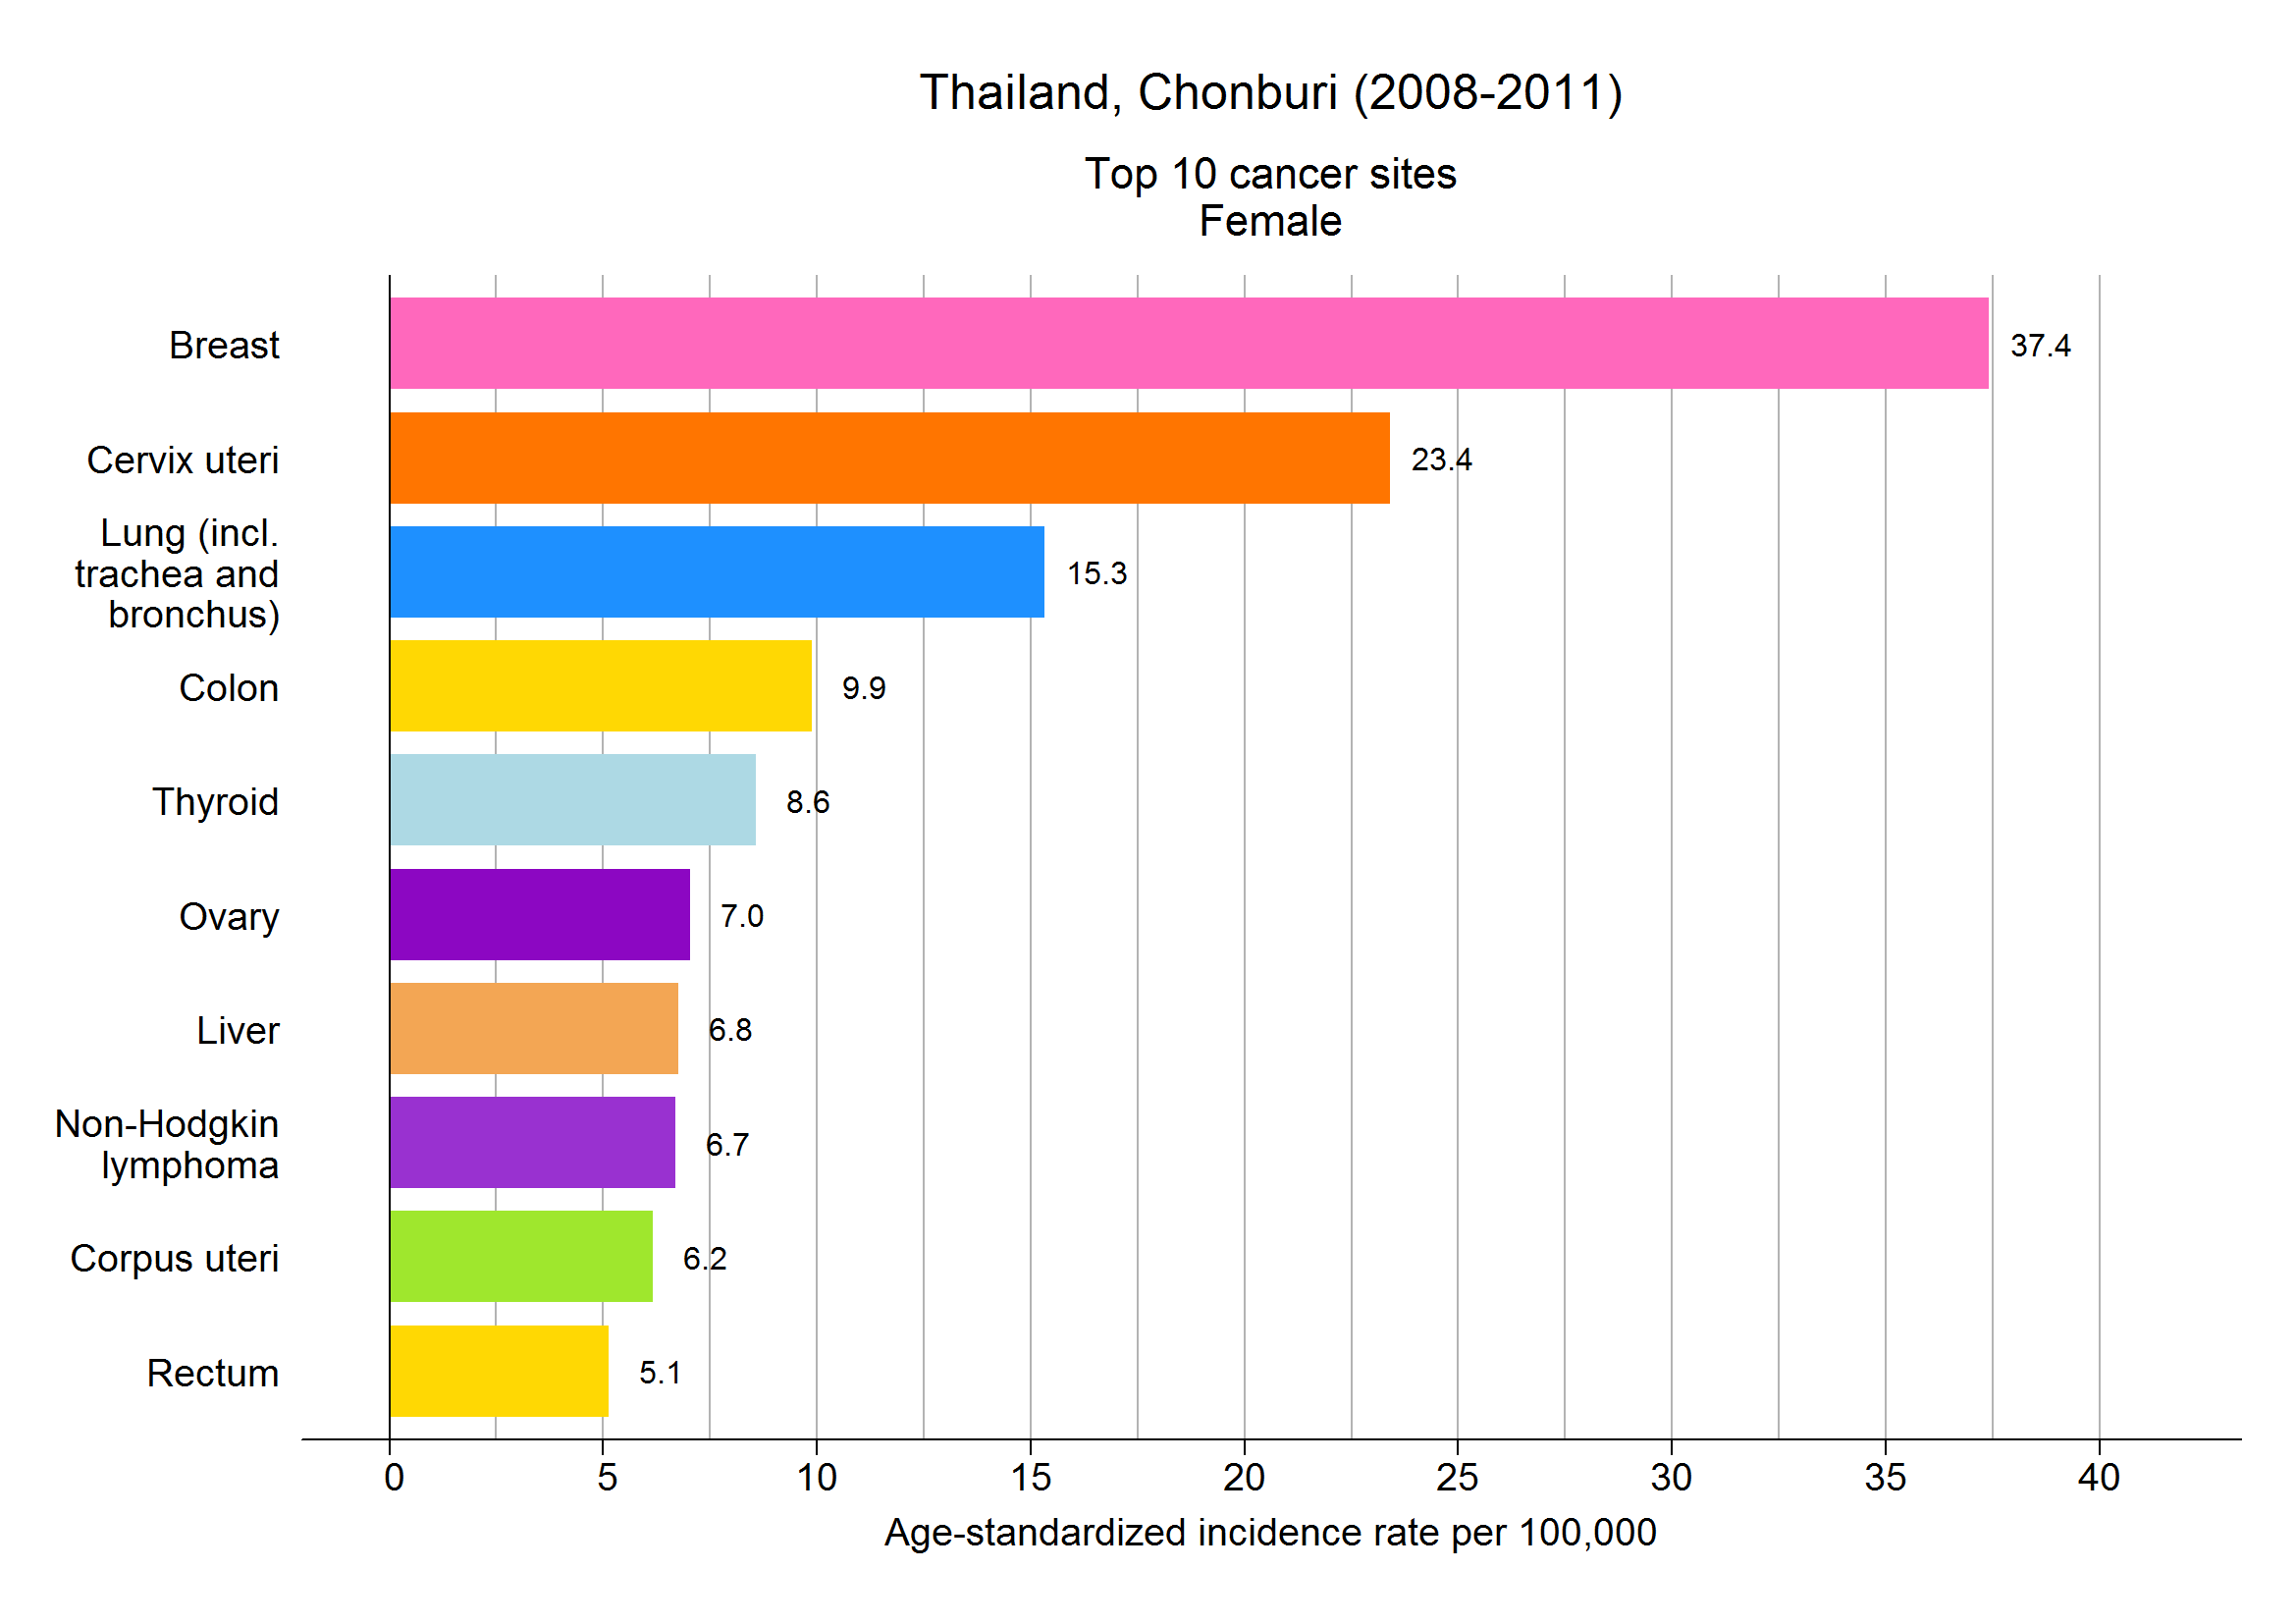 Thailand, Chonburi (2008-2011)
Top 10 cancer sites
Female
Breast
37.4
Cervix uteri
23.4
Lung (incl.
trachea and
bronchus)
15.3
Colon
9.9
Thyroid
8.6
Ovary
7.0
Liver
6.8
Non-Hodgkin
lymphoma
6.7
Corpus uteri
6.2
Rectum
5.1
0 5 10 15 20 25 30 35 40
Age-standardized incidence rate per 100,000